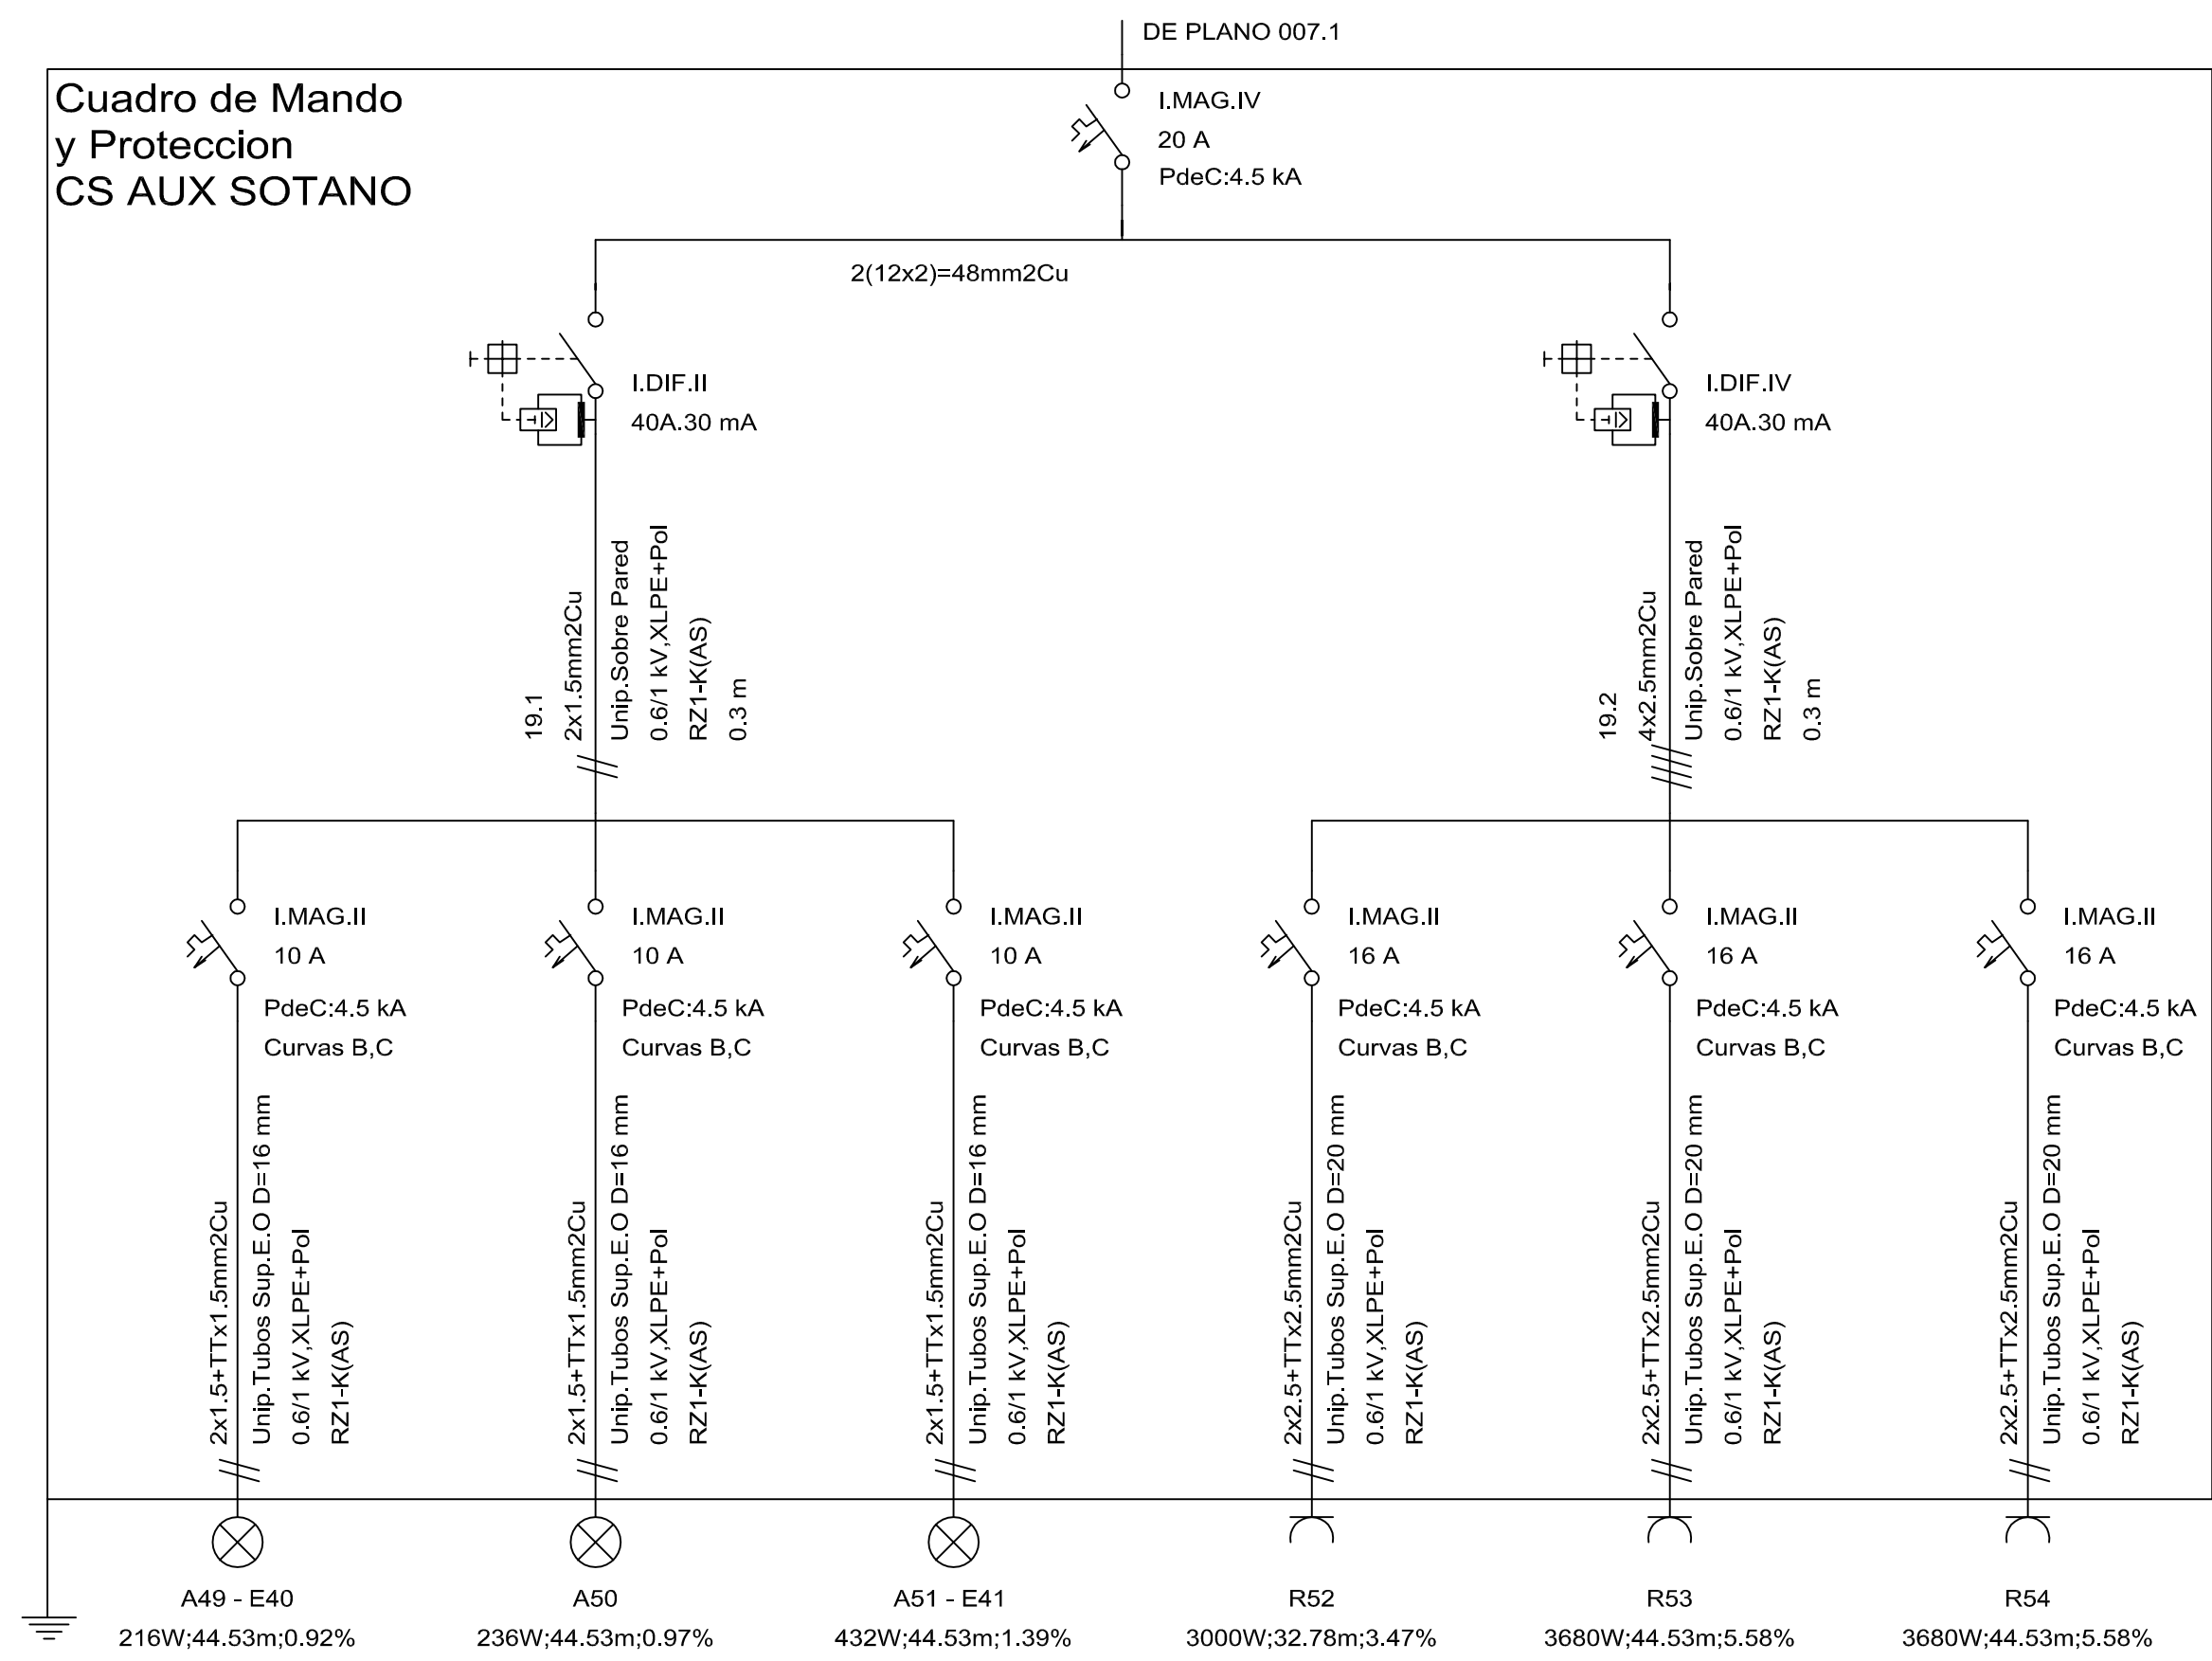 DE PLANO 007.1
Cuadro de Mando
y Proteccion
CS AUX SOTANO
I.MAG.IV
20 A
PdeC:4.5 kA
2(12x2)=48mm2Cu
I.DIF.II
40A.30 mA
I.DIF.IV
40A.30 mA
19.1
2x1.5mm2Cu
Unip.Sobre Pared
0.6/1 kV,XLPE+Pol
RZ1-K(AS)
0.3 m
19.2
4x2.5mm2Cu
Unip.Sobre Pared
0.6/1 kV,XLPE+Pol
RZ1-K(AS)
0.3 m
I.MAG.II
10 A
PdeC:4.5 kA
Curvas B,C
I.MAG.II
10 A
PdeC:4.5 kA
Curvas B,C
I.MAG.II
10 A
PdeC:4.5 kA
Curvas B,C
I.MAG.II
16 A
PdeC:4.5 kA
Curvas B,C
I.MAG.II
16 A
PdeC:4.5 kA
Curvas B,C
I.MAG.II
16 A
PdeC:4.5 kA
Curvas B,C
2x1.5+TTx1.5mm2Cu
Unip.Tubos Sup.E.O D=16 mm
0.6/1 kV,XLPE+Pol
RZ1-K(AS)
2x1.5+TTx1.5mm2Cu
Unip.Tubos Sup.E.O D=16 mm
0.6/1 kV,XLPE+Pol
RZ1-K(AS)
2x1.5+TTx1.5mm2Cu
Unip.Tubos Sup.E.O D=16 mm
0.6/1 kV,XLPE+Pol
RZ1-K(AS)
2x2.5+TTx2.5mm2Cu
Unip.Tubos Sup.E.O D=20 mm
0.6/1 kV,XLPE+Pol
RZ1-K(AS)
2x2.5+TTx2.5mm2Cu
Unip.Tubos Sup.E.O D=20 mm
0.6/1 kV,XLPE+Pol
RZ1-K(AS)
2x2.5+TTx2.5mm2Cu
Unip.Tubos Sup.E.O D=20 mm
0.6/1 kV,XLPE+Pol
RZ1-K(AS)
A49 - E40
216W;44.53m;0.92%
A50
236W;44.53m;0.97%
A51 - E41
432W;44.53m;1.39%
R52
3000W;32.78m;3.47%
R53
3680W;44.53m;5.58%
R54
3680W;44.53m;5.58%